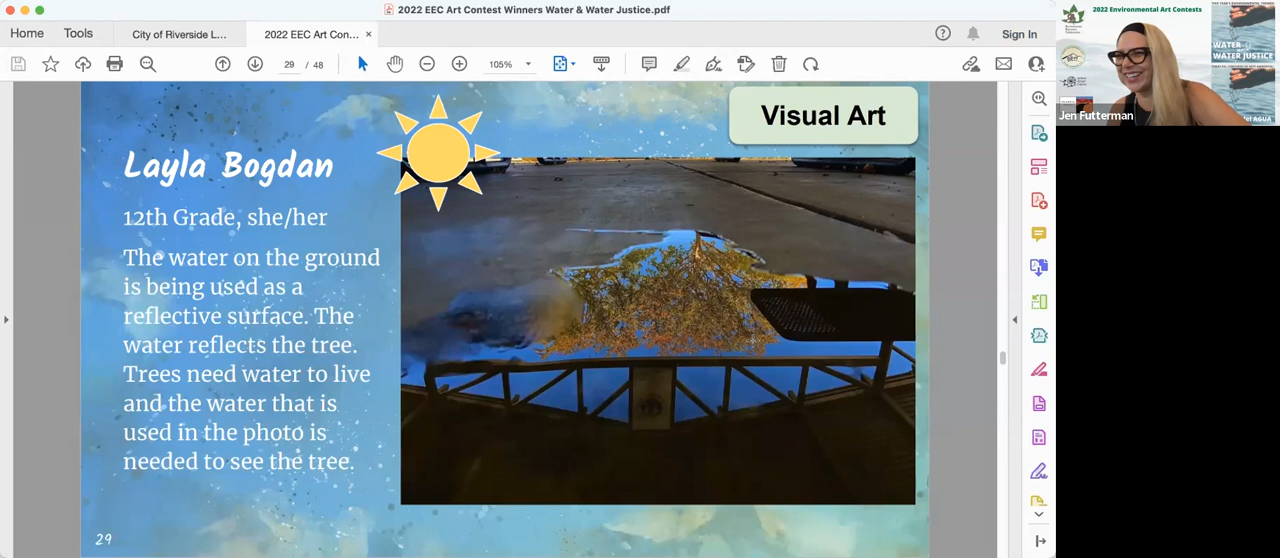 2022 EEC Art Contest Winners Water & Water Justice.pdf
Home
Tools
City of Riverside L...
2022 EEC Art Con...
Sign In
29 / 48
105%
Visual Art
Layla Bogdan
12th Grade, she/her
The water on the ground
is being used as a
reflective surface. The
water reflects the tree.
Trees need water to live
and the water that is
used in the photo is
needed to see the tree.
29
2022 Environmental Art Contests
WATER
WATER JUSTICE
del AGUA
Jen Futterman